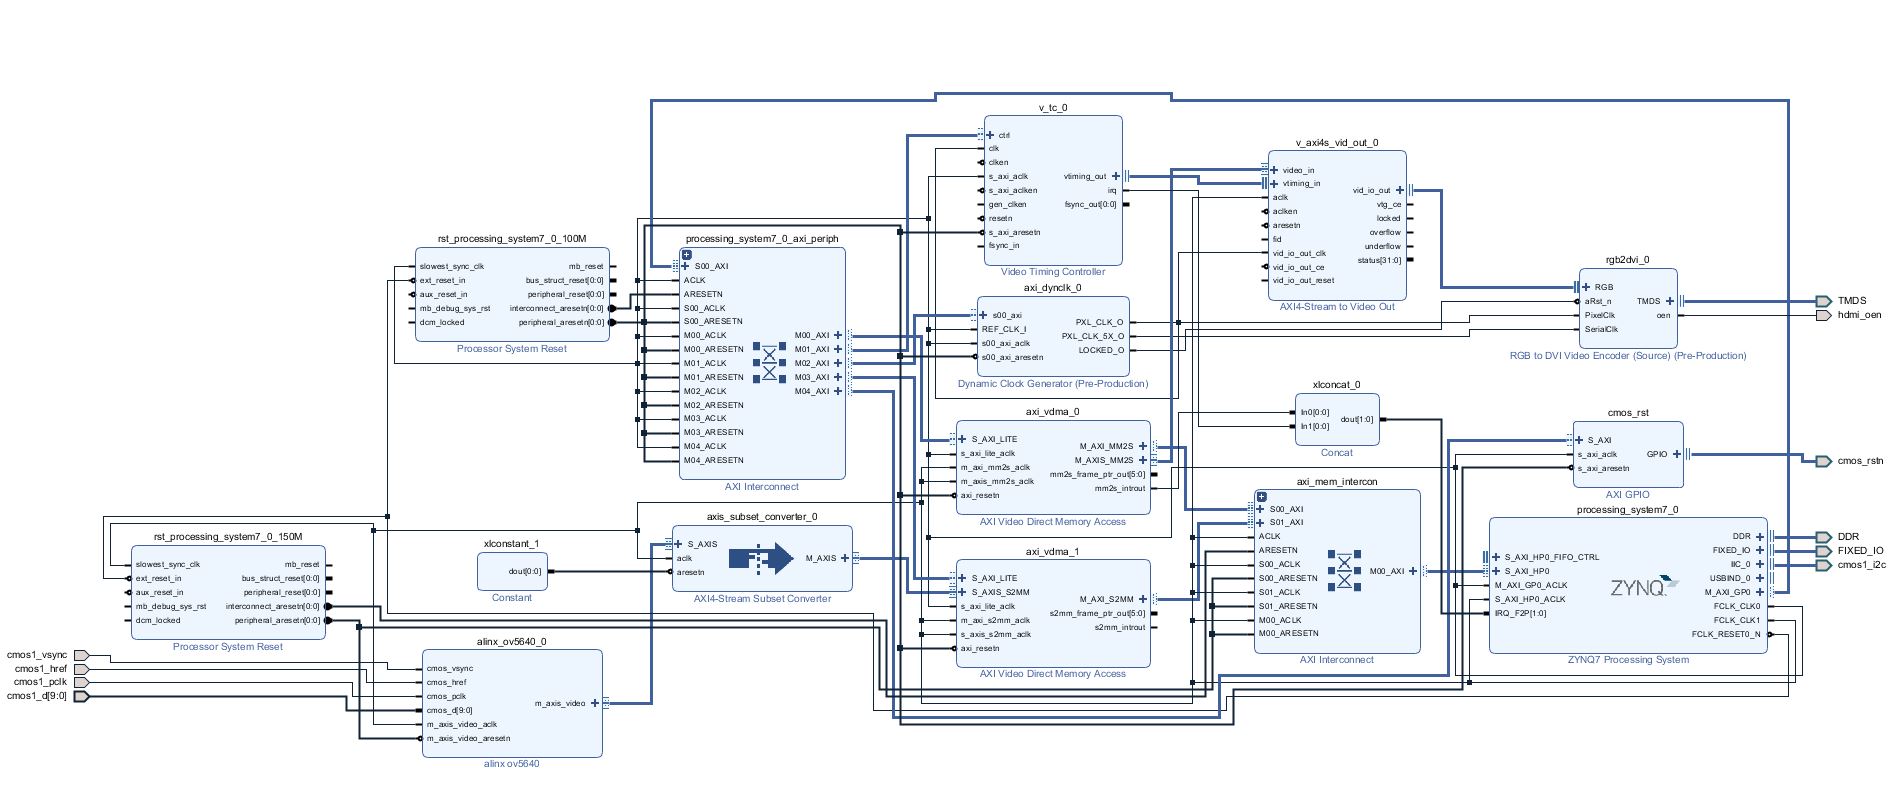 v_tc_0
ctrl
clk
clken
s_axi_aclk
s_axi_aclken
gen_clken
resetn
s_axi_aresetn
fsync_in
vtiming_out
irq
fsync_out[0:0]
Video Timing Controller
v_axi4s_vid_out_0
video_in
vtiming_in
aclk
aclken
aresetn
fid
vid_io_out_clk
vid_io_out_ce
vid_io_out_reset
vid_io_out
vtg_ce
locked
overflow
underflow
status[31:0]
AXI4-Stream to Video Out
rst_processing_system7_0_100M
slowest_sync_clk
ext_reset_in
aux_reset_in
mb_debug_sys_rst
dcm_locked
mb_reset
bus_struct_reset[0:0]
peripheral_reset[0:0]
interconnect_aresetn[0:0]
peripheral_aresetn[0:0]
Processor System Reset
processing_system7_0_axi_periph
S00_AXI
ACLK
ARESETN
S00_ACLK
S00_ARESETN
M00_ACLK
M00_ARESETN
M01_ACLK
M01_ARESETN
M02_ACLK
M02_ARESETN
M03_ACLK
M03_ARESETN
M04_ACLK
M04_ARESETN
M00_AXI
M01_AXI
M02_AXI
M03_AXI
M04_AXI
AXI Interconnect
axi_dynclk_0
s00_axi
REF_CLK_I
s00_axi_aclk
s00_axi_aresetn
PXL_CLK_O
PXL_CLK_5X_O
LOCKED_O
Dynamic Clock Generator (Pre-Production)
rgb2dvi_0
RGB
aRst_n
PixelClk
SerialClk
TMDS
oen
RGB to DVI Video Encoder (Source) (Pre-Production)
TMDS
hdmi_oen
xlconcat_0
In0[0:0]
In1[0:0]
dout[1:0]
Concat
cmos_rst
S_AXI
s_axi_aclk
s_axi_aresetn
GPIO
AXI GPIO
cmos_rstn
axi_vdma_0
S_AXI_LITE
s_axi_lite_aclk
m_axi_mm2s_aclk
m_axis_mm2s_aclk
axi_resetn
M_AXI_MM2S
M_AXIS_MM2S
mm2s_frame_ptr_out[5:0]
mm2s_introut
AXI Video Direct Memory Access
axi_mem_intercon
S00_AXI
S01_AXI
ACLK
ARESETN
S00_ACLK
S00_ARESETN
S01_ACLK
S01_ARESETN
M00_ACLK
M00_ARESETN
M00_AXI
AXI Interconnect
processing_system7_0
S_AXI_HP0_FIFO_CTRL
S_AXI_HP0
M_AXI_GP0_ACLK
S_AXI_HP0_ACLK
IRQ_F2P[1:0]
ZYNQ
DDR
FIXED_IO
IIC_0
USBIND_0
M_AXI_GP0
FCLK_CLK0
FCLK_CLK1
FCLK_RESET0_N
ZYNQ7 Processing System
DDR
FIXED_IO
cmos1_i2c
axis_subset_converter_0
S_AXIS
aclk
aresetn
M_AXIS
AXI4-Stream Subset Converter
xlconstant_1
dout[0:0]
Constant
rst_processing_system7_0_150M
slowest_sync_clk
ext_reset_in
aux_reset_in
mb_debug_sys_rst
dcm_locked
mb_reset
bus_struct_reset[0:0]
peripheral_reset[0:0]
interconnect_aresetn[0:0]
peripheral_aresetn[0:0]
Processor System Reset
axi_vdma_1
S_AXI_LITE
S_AXIS_S2MM
s_axi_lite_aclk
m_axi_s2mm_aclk
s_axis_s2mm_aclk
axi_resetn
M_AXI_S2MM
s2mm_frame_ptr_out[5:0]
s2mm_introut
AXI Video Direct Memory Access
cmos1_vsync
cmos1_href
cmos1_pclk
cmos1_d[9:0]
alinx_ov5640_0
cmos_vsync
cmos_href
cmos_pclk
cmos_d[9:0]
m_axis_video_aclk
m_axis_video_aresetn
m_axis_video
alinx ov5640